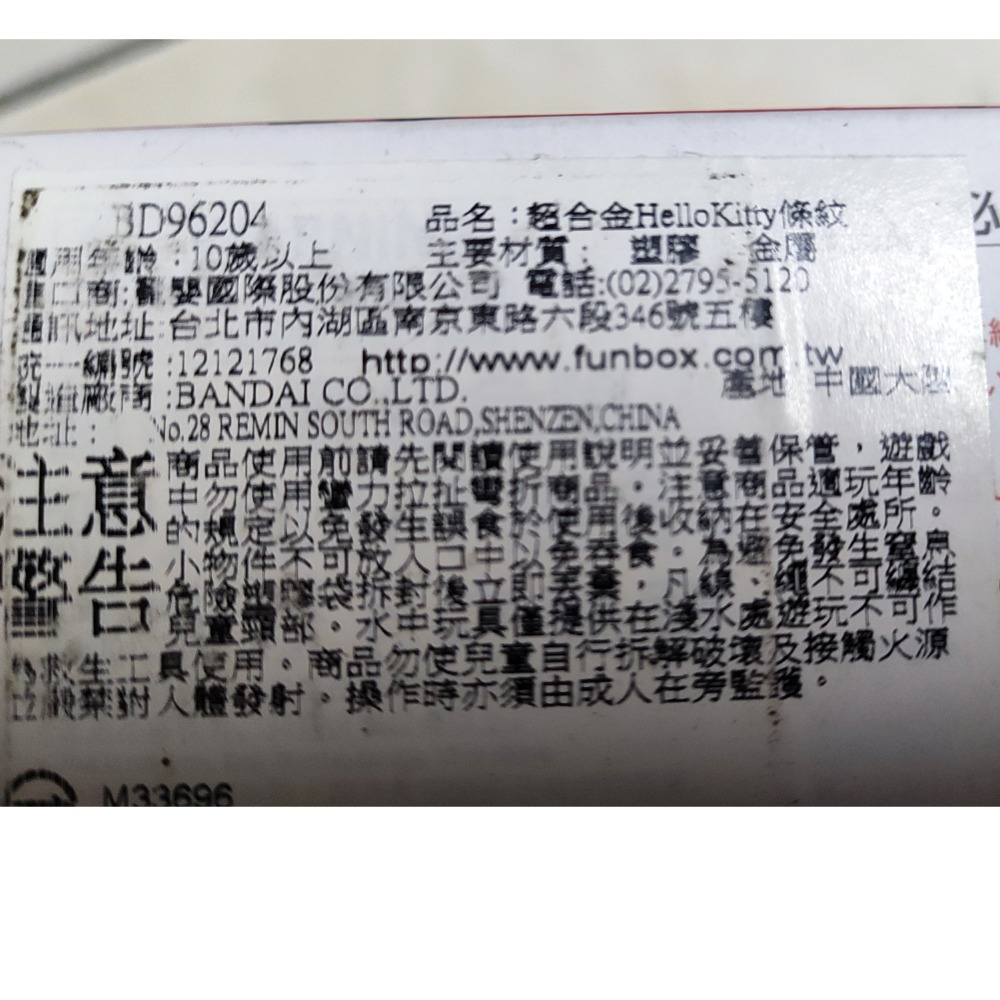 BD96204 品名：超合金HelloKitty條紋
適用年齡：10歲以上 主要材質： 塑膠、金屬
進口商:麗嬰國際股份有限公司 電話:(02)2795-5120
通訊地址:台北市內湖區南京東路六段346號五樓
統一編號:12121768 http://www.funbox.com.tw
製造廠商:BANDAI CO.,LTD. 產地:中國大陸
地址: No.28 REMIN SOUTH ROAD,SHENZEN,CHINA
注意
警告
商品使用前請先閱讀使用說明並妥善保管，遊戲
中勿使用蠻力拉扯彎折商品，注意商品適玩年齡
的規定以免發生誤食於使用後收納在安全處所。
小物件不可放入口中以免吞食，為避免發生窒息
危險塑膠袋拆封後立即丟棄，凡線、繩不可纏結
兒童頸部。水中玩具僅提供在淺水處遊玩不可作
為救生工具使用。商品勿使兒童自行拆解破壞及接觸火源
並嚴禁對人體發射。操作時亦須由成人在旁監護。
M33696